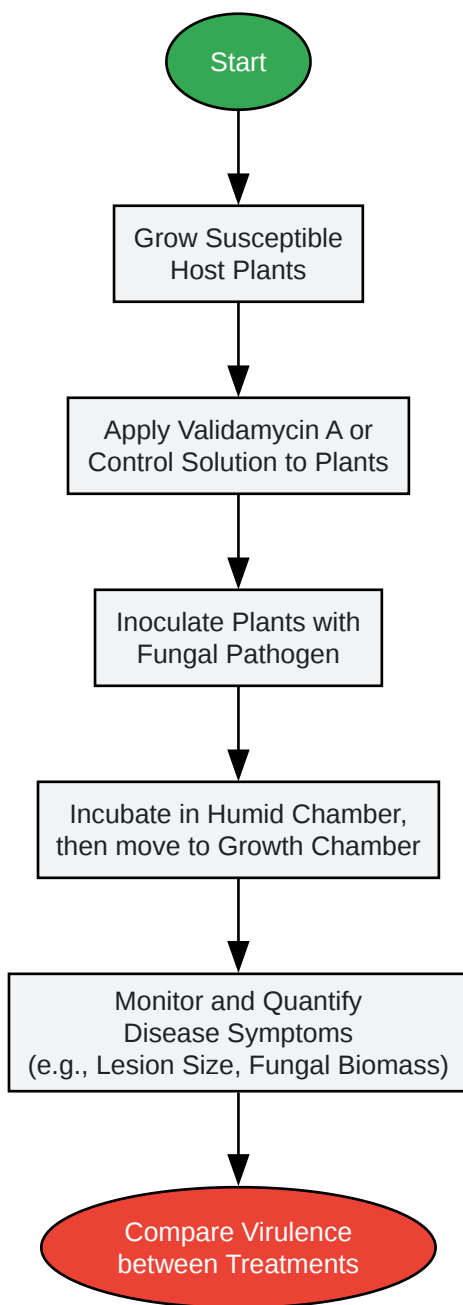 Start
Grow Susceptible
Host Plants
Apply Validamycin A or
Control Solution to Plants
Inoculate Plants with
Fungal Pathogen
Incubate in Humid Chamber,
then move to Growth Chamber
Monitor and Quantify
Disease Symptoms
(e.g., Lesion Size, Fungal Biomass)
Compare Virulence
between Treatments